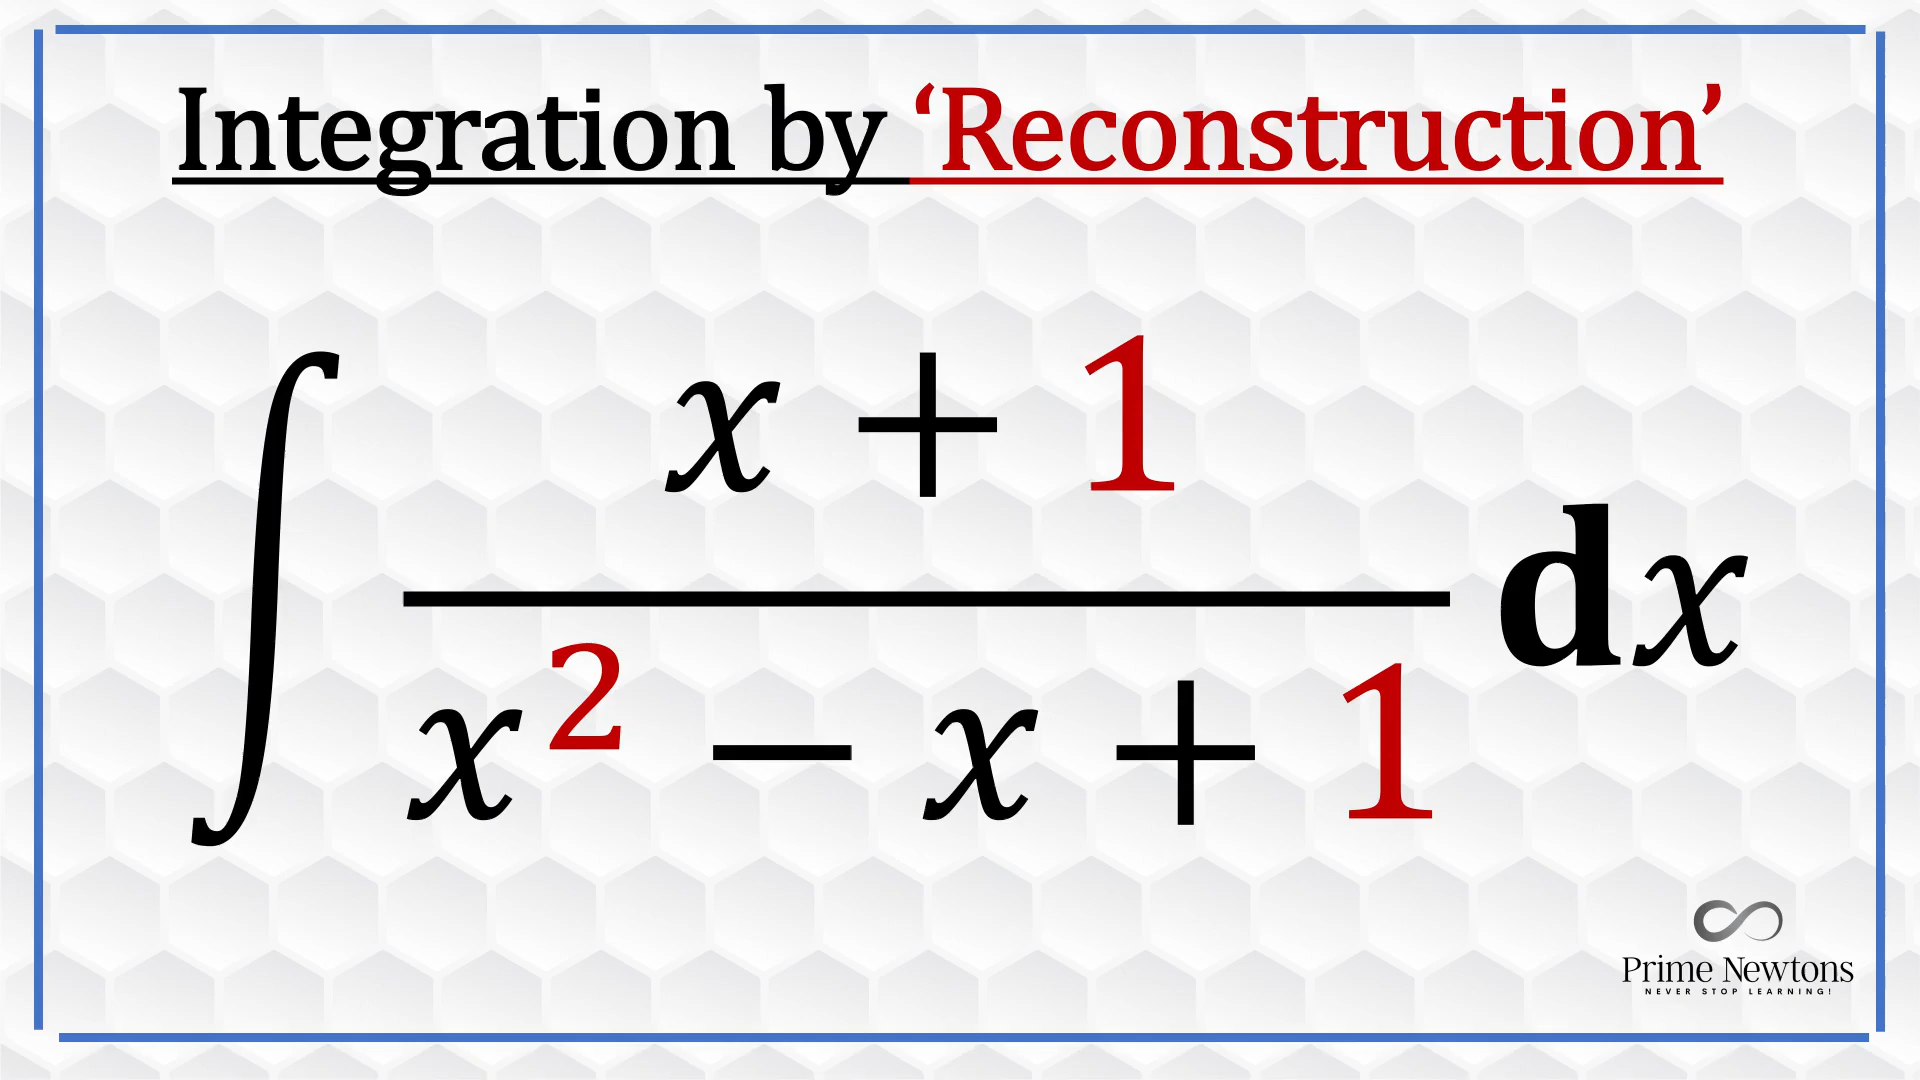 Integration by ‘Reconstruction’
∫ x + 1 / x² − x + 1 dx
Prime Newtons
NEVER STOP LEARNING!